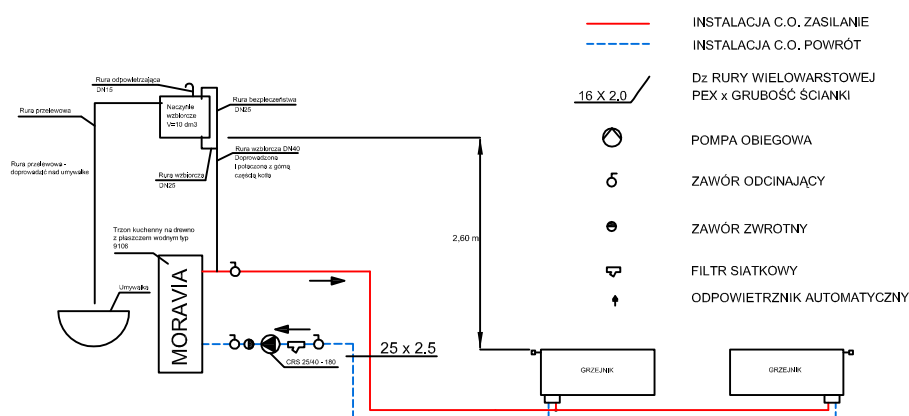 INSTALACJA C.O. ZASILANIE
INSTALACJA C.O. POWRÓT
16 X 2,0
Dz RURY WIELOWARSTOWEJ
PEX x GRUBOŚĆ ŚCIANKI
POMPA OBIEGOWA
ZAWÓR ODCINAJĄCY
ZAWÓR ZWROTNY
FILTR SIATKOWY
ODPOWIETRZNIK AUTOMATYCZNY
Rura odpowietrzająca
DN15
Rura przelewowa
Naczynie
wzbiorcze
V=10 dm3
Rura bezpieczeństwa
DN25
Rura przelewowa -
doprowadzić nad umywalkę
Rura wzbiorcza
DN25
Rura wzbiorcza DN40
Doprowadzona
i połączona z górną
częścią kotła
Trzon kuchenny na drewno
z płaszczem wodnym typ
9106
2,60 m
Umywalka
MORAVIA
CRS 25/40 - 180
25 x 2.5
GRZEJNIK
GRZEJNIK